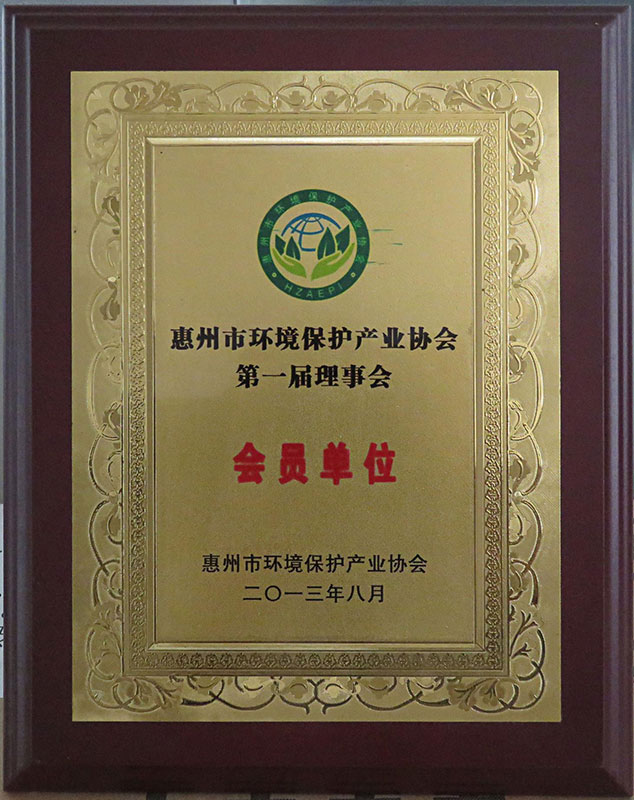 惠州市环境保护产业协会
HZAEPI
惠州市环境保护产业协会
第一届理事会
会员单位
惠州市环境保护产业协会
二〇一三年八月